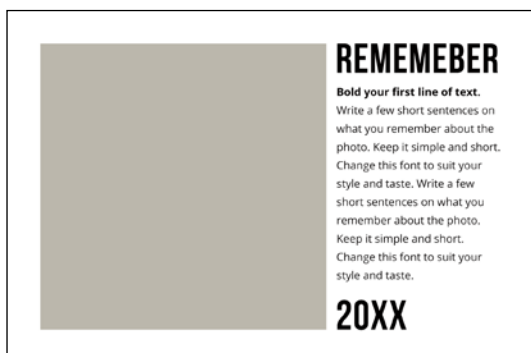 REMEMEBER
Bold your first line of text.
Write a few short sentences on
what you remember about the
photo. Keep it simple and short.
Change this font to suit your
style and taste. Write a few
short sentences on what you
remember about the photo.
Keep it simple and short.
Change this font to suit your
style and taste.
20XX